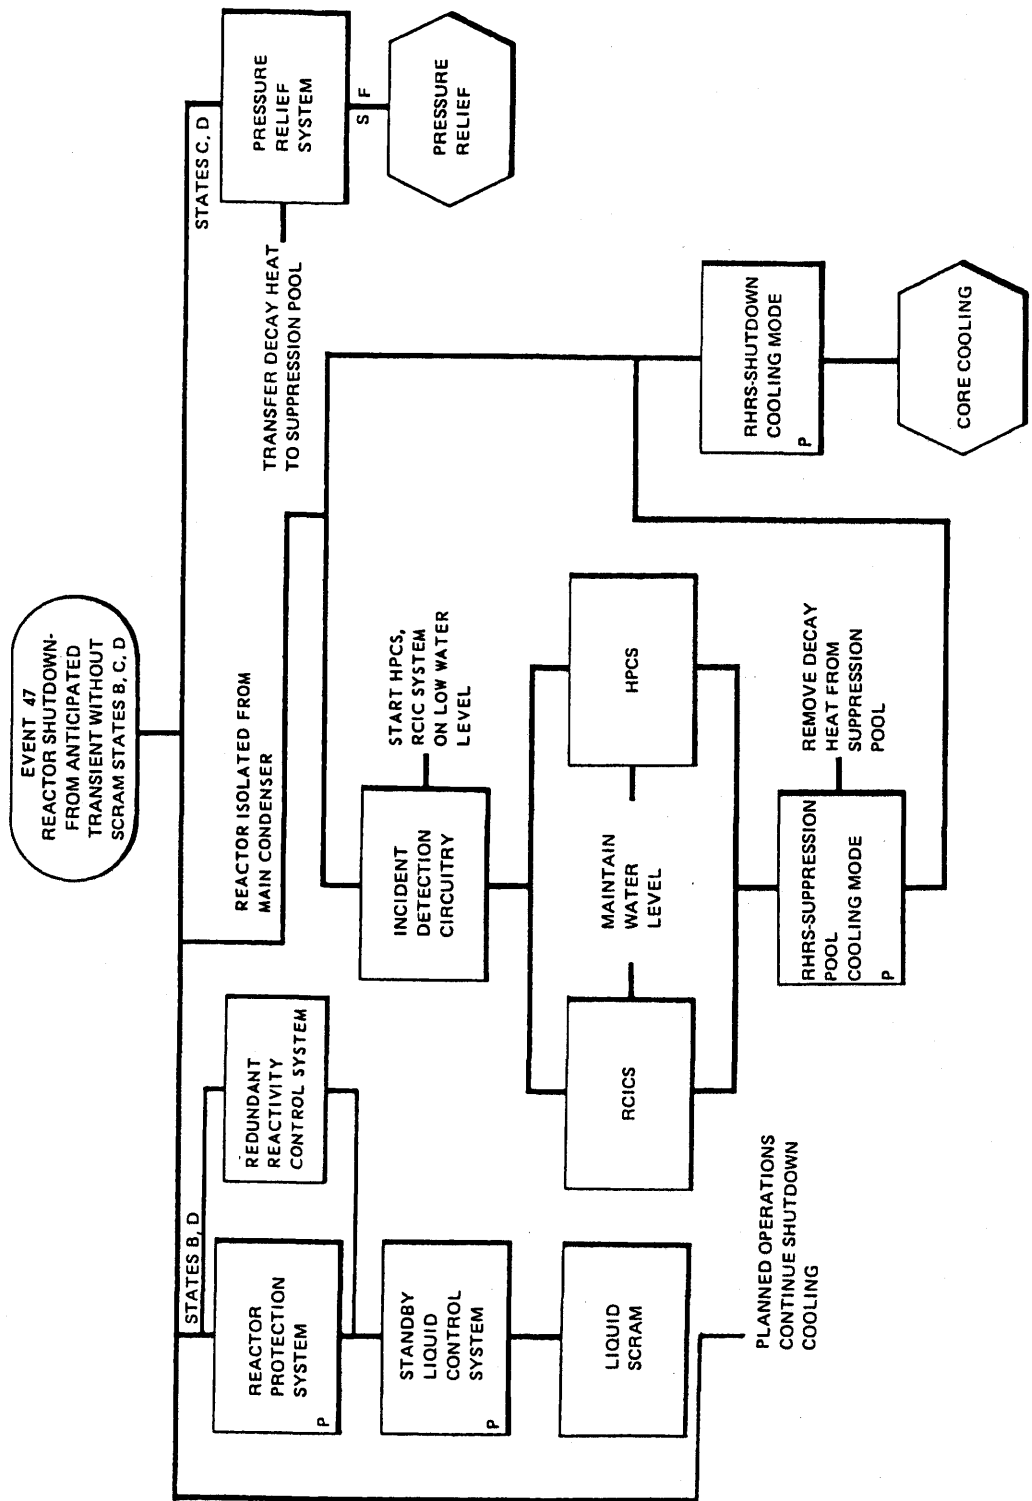 EVENT 47
REACTOR SHUTDOWN-
FROM ANTICIPATED
TRANSIENT WITHOUT
SCRAM STATES B, C, D
STATES B, D
REACTOR
PROTECTION
SYSTEM
P
REDUNDANT
REACTIVITY
CONTROL SYSTEM
STANDBY
LIQUID
CONTROL
SYSTEM
P
LIQUID
SCRAM
PLANNED OPERATIONS
CONTINUE SHUTDOWN
COOLING
REACTOR ISOLATED FROM
MAIN CONDENSER
INCIDENT
DETECTION
CIRCUITRY
START HPCS,
RCIC SYSTEM
ON LOW WATER
LEVEL
RCICS
MAINTAIN
WATER
LEVEL
HPCS
RHRS-SUPPRESSION
POOL
COOLING MODE
P
REMOVE DECAY
HEAT FROM
SUPPRESSION
POOL
STATES C, D
PRESSURE
RELIEF
SYSTEM
TRANSFER DECAY HEAT
TO SUPPRESSION POOL
S F
PRESSURE
RELIEF
RHRS-SHUTDOWN
COOLING MODE
P
CORE COOLING